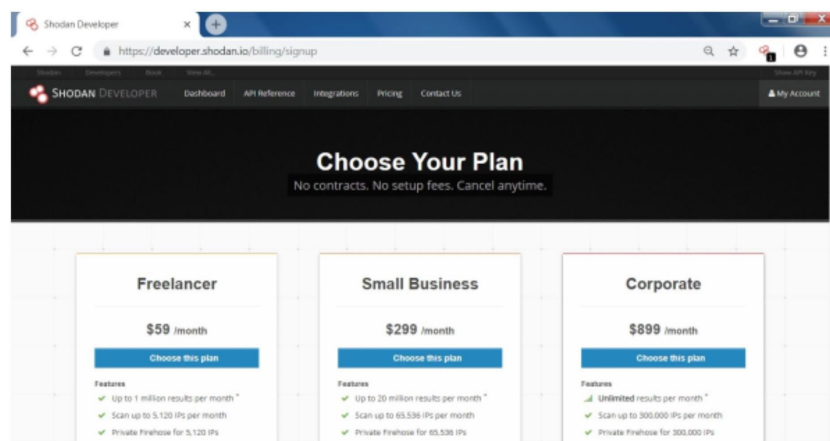 Shodan Developer
https://developer.shodan.io/billing/signup
Shodan Developers Book View All... Show API Key
SHODAN DEVELOPER Dashboard API Reference Integrations Pricing Contact Us My Account
Choose Your Plan
No contracts. No setup fees. Cancel anytime.
Freelancer
$59 /month
Choose this plan
Features
Up to 1 million results per month *
Scan up to 5,120 IPs per month
Private Firehose for 5,120 IPs
Small Business
$299 /month
Choose this plan
Features
Up to 20 million results per month *
Scan up to 65,536 IPs per month
Private Firehose for 65,536 IPs
Corporate
$899 /month
Choose this plan
Features
Unlimited results per month *
Scan up to 300,000 IPs per month
Private Firehose for 300,000 IPs